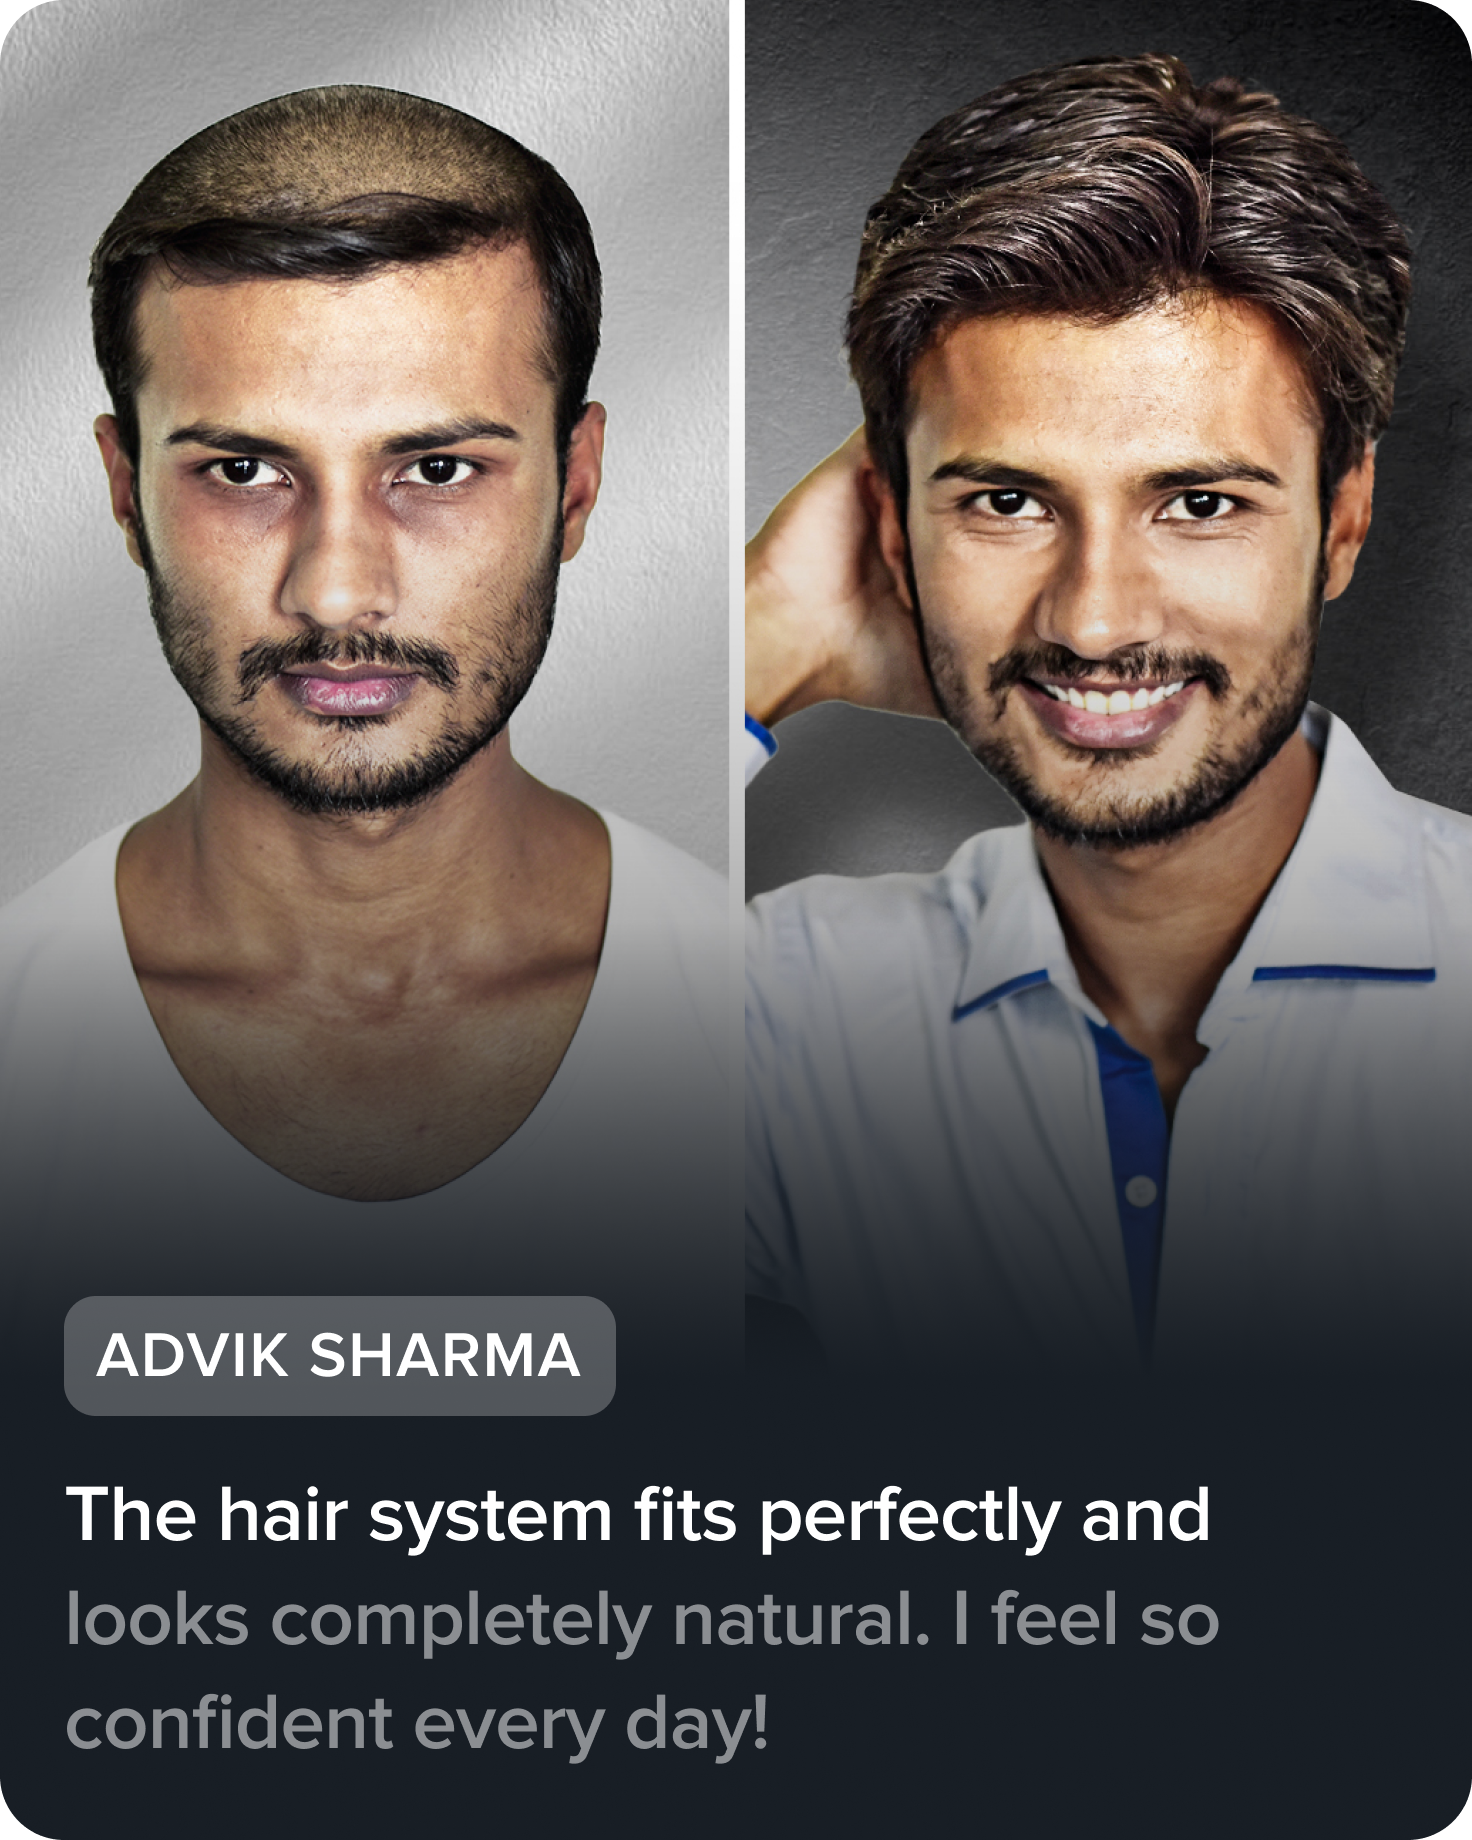 ADVIK SHARMA
The hair system fits perfectly and
looks completely natural. I feel so
confident every day!